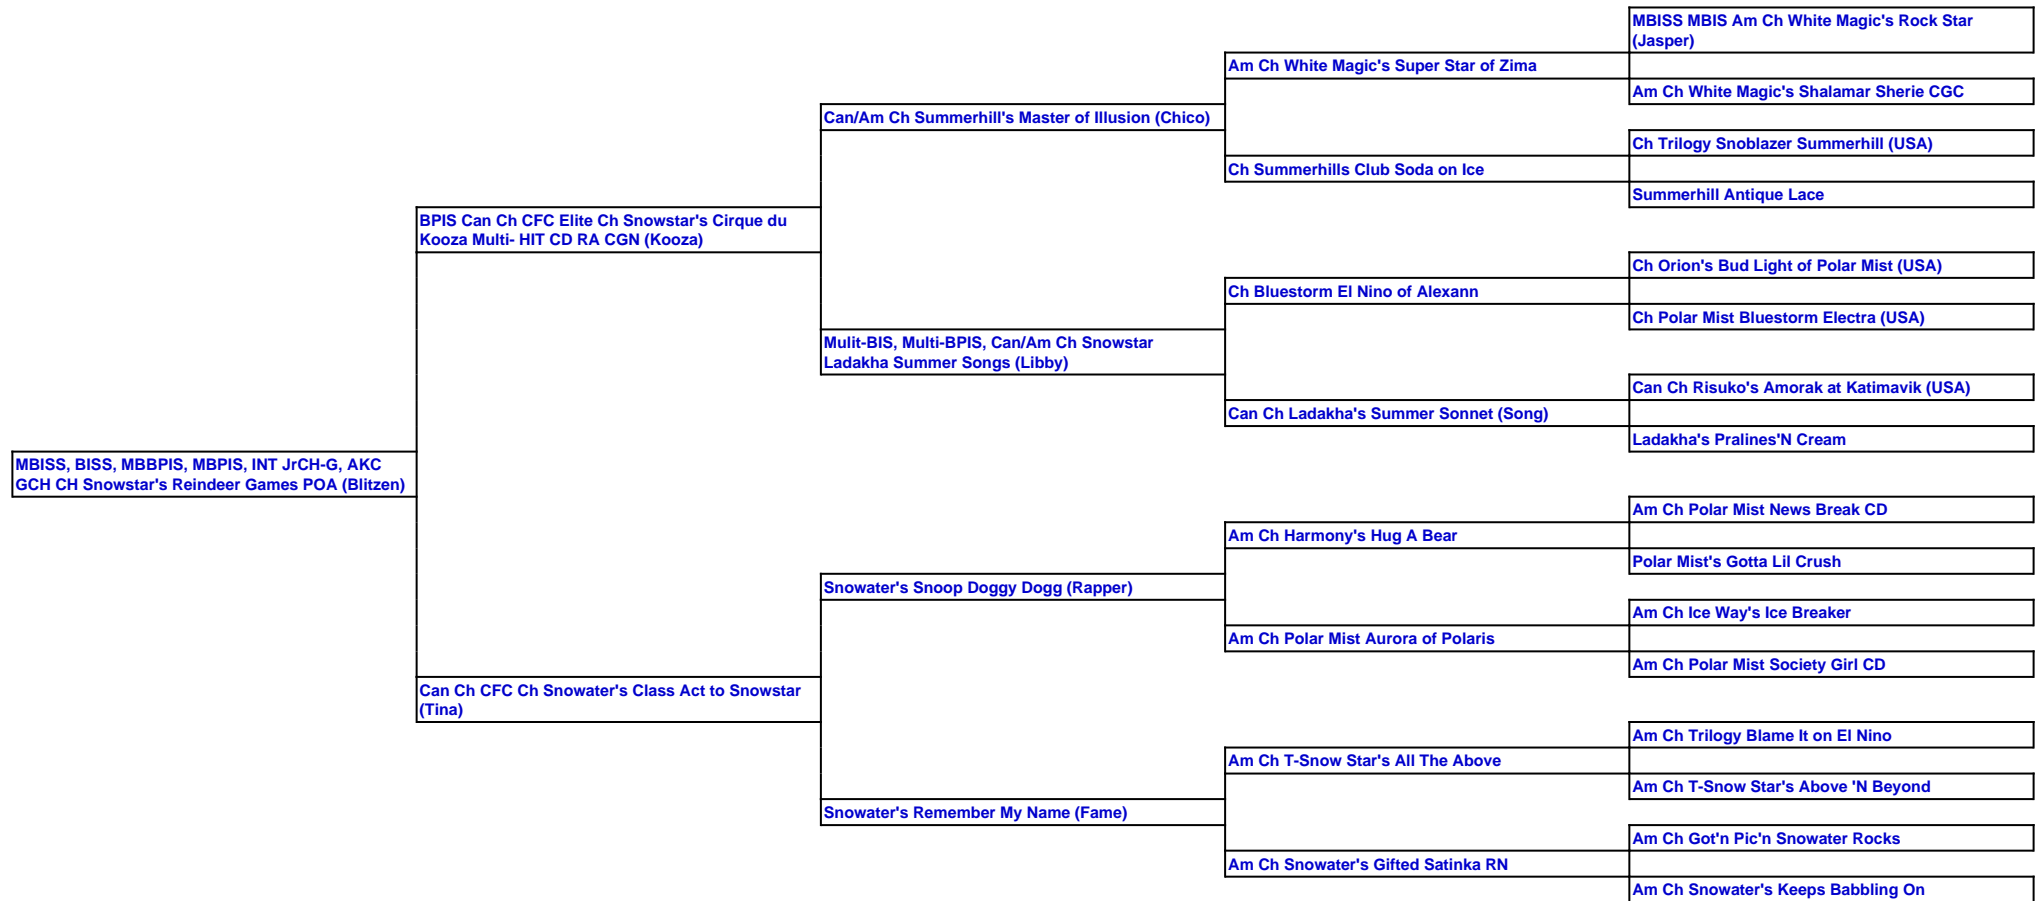 MBISS MBIS Am Ch White Magic's Rock Star
(Jasper)
Am Ch White Magic's Super Star of Zima
Am Ch White Magic's Shalamar Sherie CGC
Can/Am Ch Summerhill's Master of Illusion (Chico)
Ch Trilogy Snoblazer Summerhill (USA)
Ch Summerhills Club Soda on Ice
Summerhill Antique Lace
BPIS Can Ch CFC Elite Ch Snowstar's Cirque du
Kooza Multi- HIT CD RA CGN (Kooza)
Ch Orion's Bud Light of Polar Mist (USA)
Ch Bluestorm El Nino of Alexann
Ch Polar Mist Bluestorm Electra (USA)
Mulit-BIS, Multi-BPIS, Can/Am Ch Snowstar
Ladakha Summer Songs (Libby)
Can Ch Risuko's Amorak at Katimavik (USA)
Can Ch Ladakha's Summer Sonnet (Song)
Ladakha's Pralines'N Cream
MBISS, BISS, MBBPIS, MBPIS, INT JrCH-G, AKC
GCH CH Snowstar's Reindeer Games POA (Blitzen)
Am Ch Polar Mist News Break CD
Am Ch Harmony's Hug A Bear
Polar Mist's Gotta Lil Crush
Snowater's Snoop Doggy Dogg (Rapper)
Am Ch Ice Way's Ice Breaker
Am Ch Polar Mist Aurora of Polaris
Am Ch Polar Mist Society Girl CD
Can Ch CFC Ch Snowater's Class Act to Snowstar
(Tina)
Am Ch Trilogy Blame It on El Nino
Am Ch T-Snow Star's All The Above
Am Ch T-Snow Star's Above 'N Beyond
Snowater's Remember My Name (Fame)
Am Ch Got'n Pic'n Snowater Rocks
Am Ch Snowater's Gifted Satinka RN
Am Ch Snowater's Keeps Babbling On